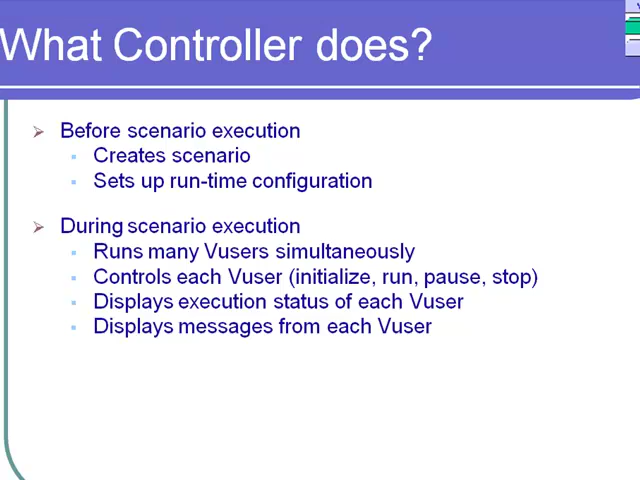 What Controller does?
Before scenario execution
Creates scenario
Sets up run-time configuration
During scenario execution
Runs many Vusers simultaneously
Controls each Vuser (initialize, run, pause, stop)
Displays execution status of each Vuser
Displays messages from each Vuser